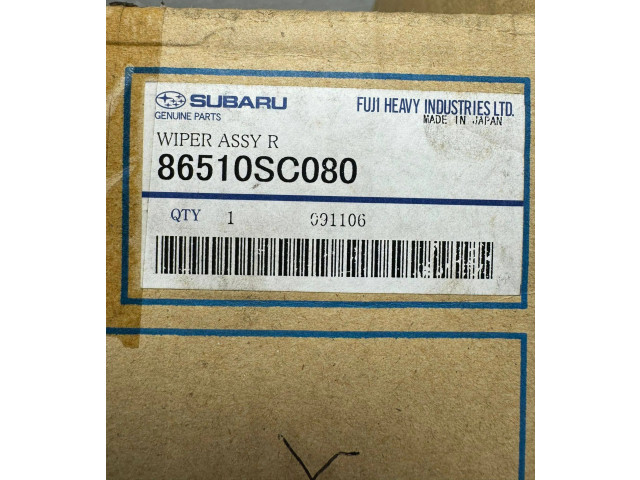 SUBARU
GENUINE PARTS
FUJI HEAVY INDUSTRIES LTD.
MADE IN JAPAN
WIPER ASSY R
86510SC080
QTY 1 091106